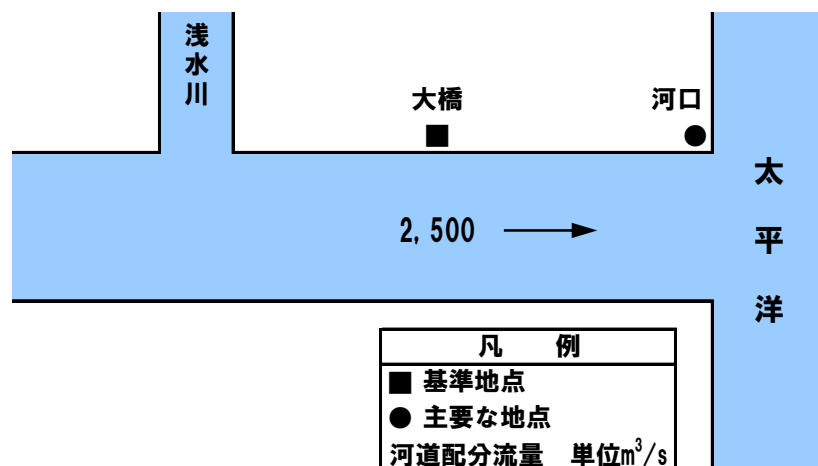 浅水川
大橋
河口
2,500
太平洋
凡 例
■ 基準地点
● 主要な地点
河道配分流量 単位m³/s